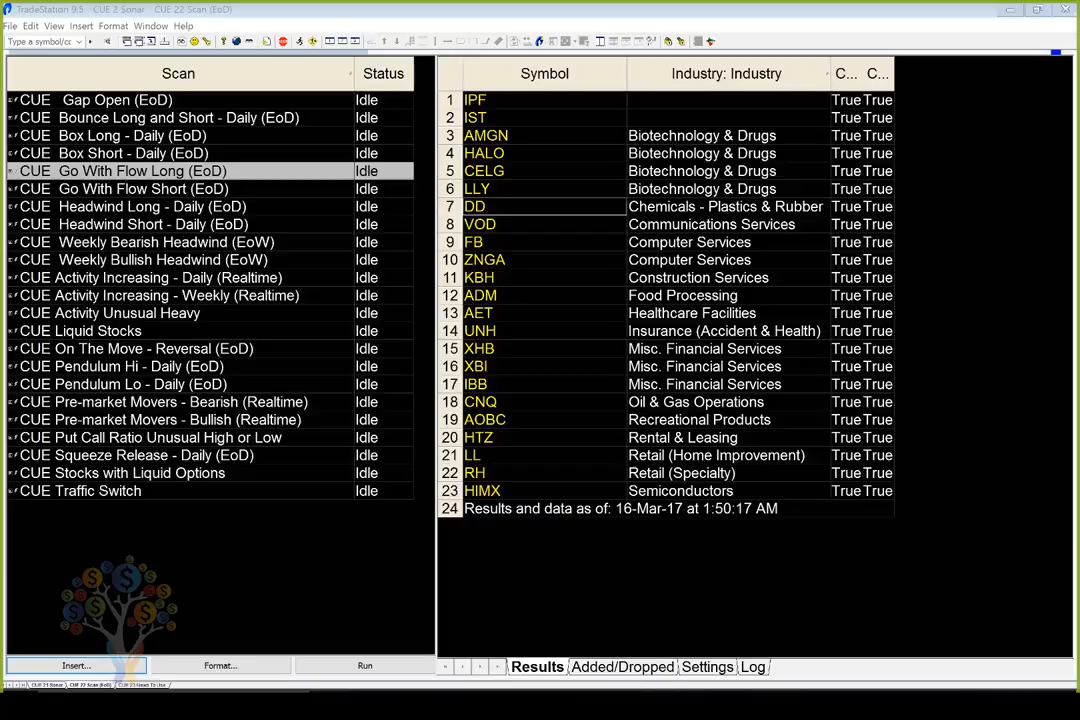 TradeStation 9.5 CUE 2 Sonar CUE 22 Scan (EoD)
File Edit View Insert Format Window Help
Type a symbol/cc
Scan Status
CUE Gap Open (EoD) Idle
CUE Bounce Long and Short - Daily (EoD) Idle
CUE Box Long - Daily (EoD) Idle
CUE Box Short - Daily (EoD) Idle
CUE Go With Flow Long (EoD) Idle
CUE Go With Flow Short (EoD) Idle
CUE Headwind Long - Daily (EoD) Idle
CUE Headwind Short - Daily (EoD) Idle
CUE Weekly Bearish Headwind (EoW) Idle
CUE Weekly Bullish Headwind (EoW) Idle
CUE Activity Increasing - Daily (Realtime) Idle
CUE Activity Increasing - Weekly (Realtime) Idle
CUE Activity Unusual Heavy Idle
CUE Liquid Stocks Idle
CUE On The Move - Reversal (EoD) Idle
CUE Pendulum Hi - Daily (EoD) Idle
CUE Pendulum Lo - Daily (EoD) Idle
CUE Pre-market Movers - Bearish (Realtime) Idle
CUE Pre-market Movers - Bullish (Realtime) Idle
CUE Put Call Ratio Unusual High or Low Idle
CUE Squeeze Release - Daily (EoD) Idle
CUE Stocks with Liquid Options Idle
CUE Traffic Switch Idle
Insert... Format... Run
CUE 21 Sonar CUE 22 Scan (EoD) CUE 23 News To Use
Symbol Industry: Industry C... C...
1 IPF True True
2 IST True True
3 AMGN Biotechnology & Drugs True True
4 HALO Biotechnology & Drugs True True
5 CELG Biotechnology & Drugs True True
6 LLY Biotechnology & Drugs True True
7 DD Chemicals - Plastics & Rubber True True
8 VOD Communications Services True True
9 FB Computer Services True True
10 ZNGA Computer Services True True
11 KBH Construction Services True True
12 ADM Food Processing True True
13 AET Healthcare Facilities True True
14 UNH Insurance (Accident & Health) True True
15 XHB Misc. Financial Services True True
16 XBI Misc. Financial Services True True
17 IBB Misc. Financial Services True True
18 CNQ Oil & Gas Operations True True
19 AOBC Recreational Products True True
20 HTZ Rental & Leasing True True
21 LL Retail (Home Improvement) True True
22 RH Retail (Specialty) True True
23 HIMX Semiconductors True True
24 Results and data as of: 16-Mar-17 at 1:50:17 AM
Results Added/Dropped Settings Log